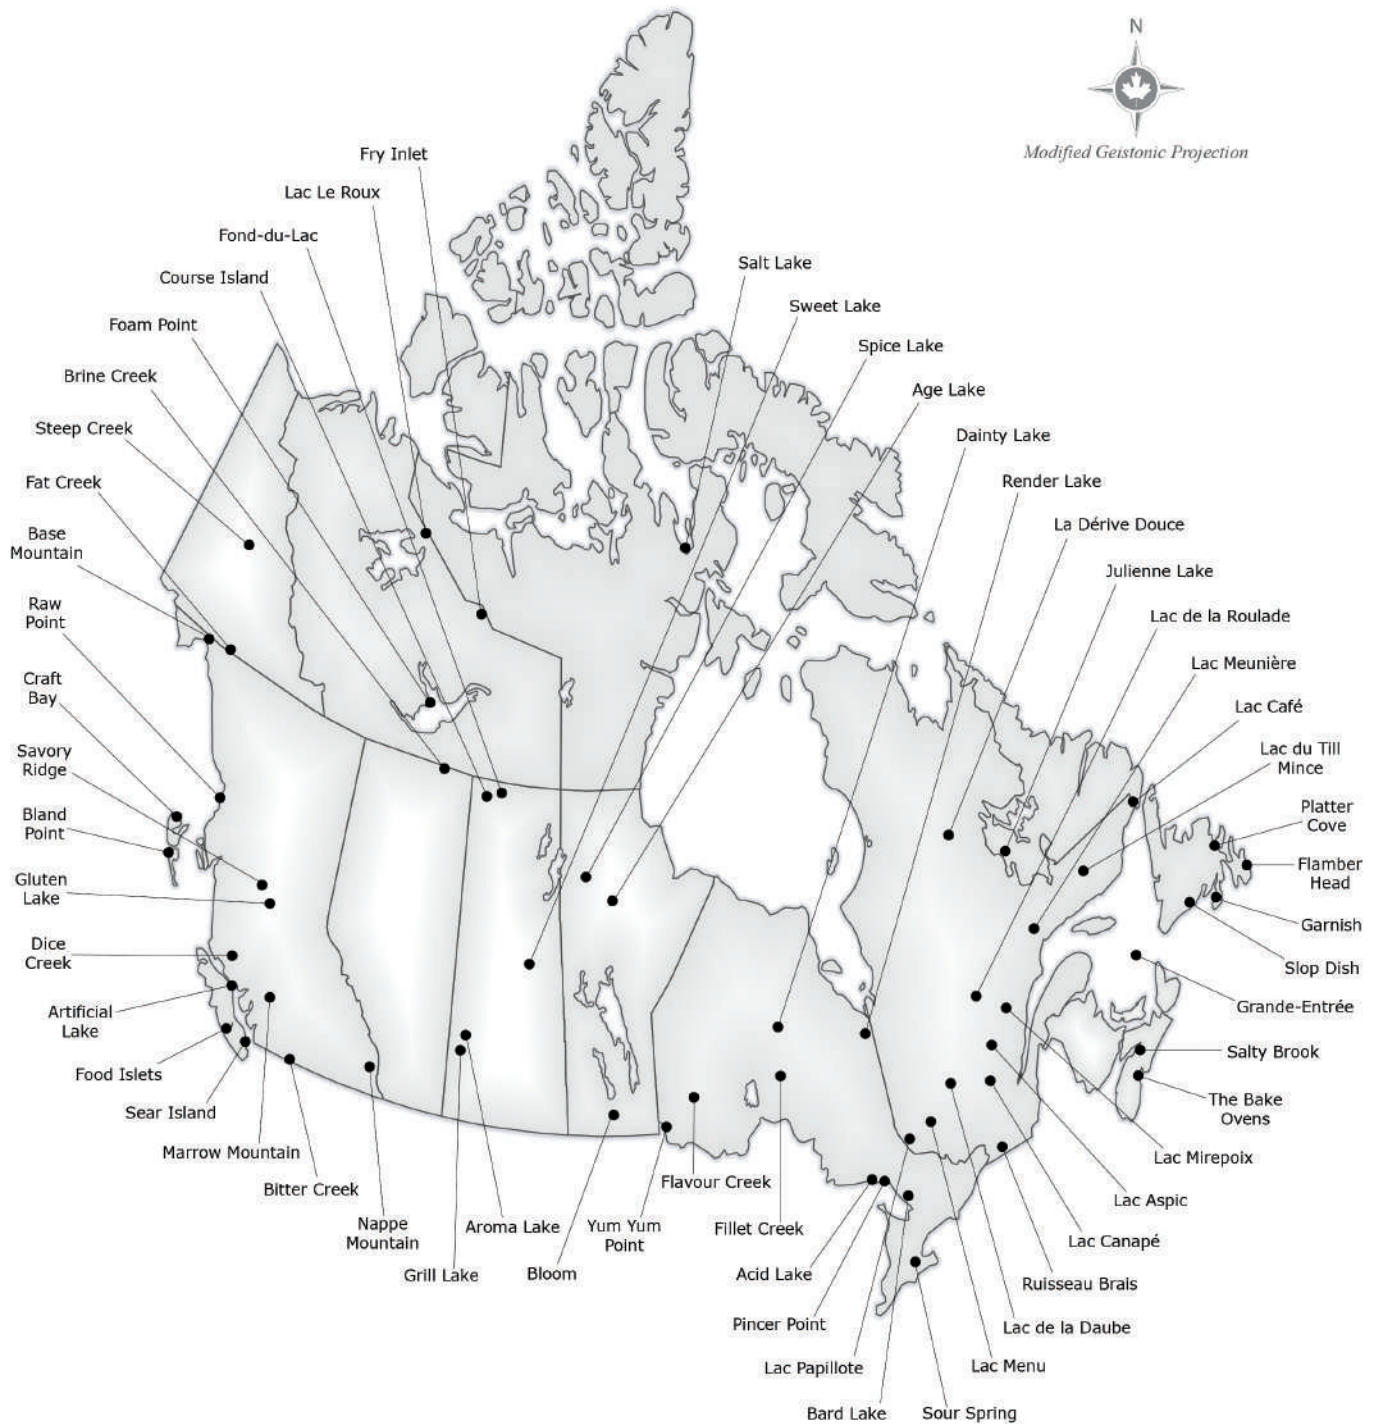 N
Modified Geistonic Projection
Fry Inlet
Lac Le Roux
Fond-du-Lac
Course Island
Foam Point
Brine Creek
Steep Creek
Fat Creek
Base
Mountain
Raw
Point
Craft
Bay
Savory
Ridge
Bland
Point
Gluten
Lake
Dice
Creek
Artificial
Lake
Food Islets
Sear Island
Marrow Mountain
Bitter Creek
Nappe
Mountain
Grill Lake
Aroma Lake
Bloom
Yum Yum
Point
Flavour Creek
Fillet Creek
Acid Lake
Pincer Point
Lac Papillote
Bard Lake
Sour Spring
Lac Menu
Lac de la Daube
Ruisseau Brais
Lac Canapé
Lac Aspic
Lac Mirepoix
The Bake
Ovens
Salty Brook
Grande-Entrée
Slop Dish
Garnish
Flamber
Head
Platter
Cove
Lac du Till
Mince
Lac Café
Lac Meunière
Lac de la Roulade
Julienne Lake
La Dérive Douce
Render Lake
Dainty Lake
Age Lake
Spice Lake
Sweet Lake
Salt Lake